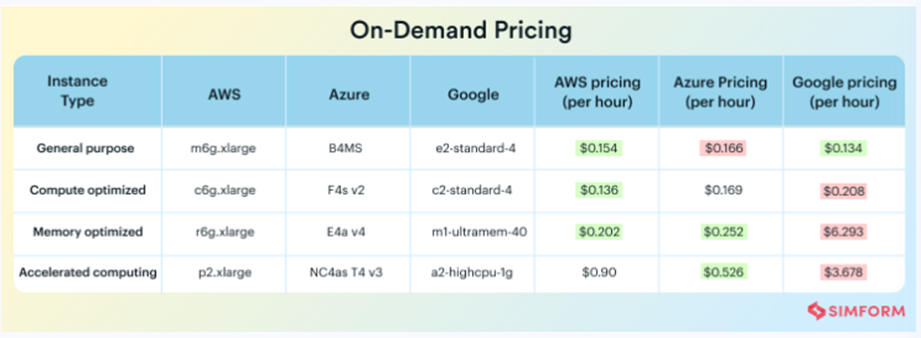 On-Demand Pricing
Instance Type AWS Azure Google AWS pricing (per hour) Azure Pricing (per hour) Google pricing (per hour)
General purpose m6g.xlarge B4MS e2-standard-4 $0.154 $0.166 $0.134
Compute optimized c6g.xlarge F4s v2 c2-standard-4 $0.136 $0.169 $0.208
Memory optimized r6g.xlarge E4a v4 m1-ultramem-40 $0.202 $0.252 $6.293
Accelerated computing p2.xlarge NC4as T4 v3 a2-highcpu-1g $0.90 $0.526 $3.678
SIMFORM